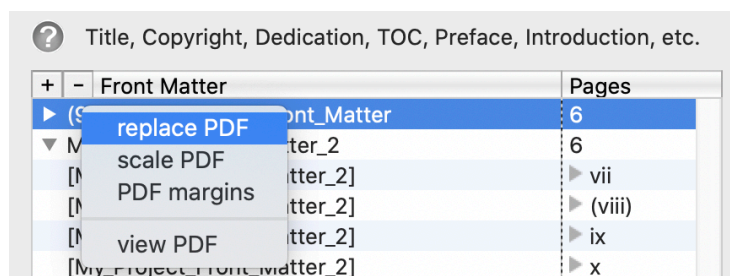 ? Title, Copyright, Dedication, TOC, Preface, Introduction, etc.
+ - Front Matter Pages
6
replace PDF
6
scale PDF
vii
PDF margins
(viii)
view PDF
ix
x